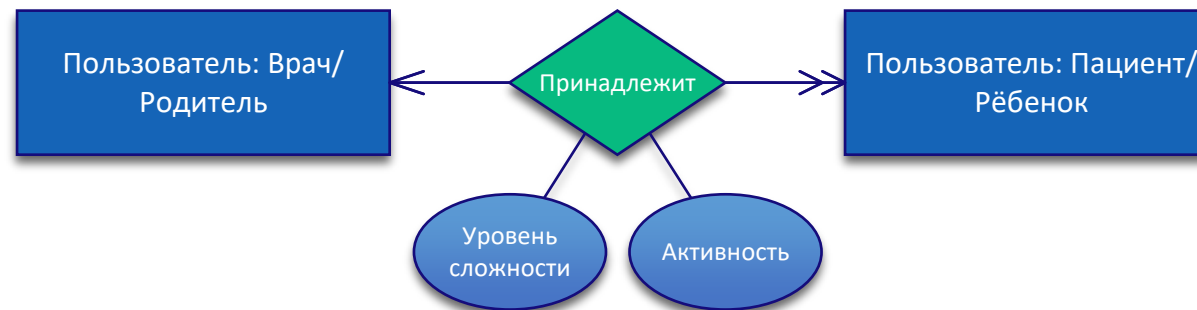 Пользователь: Врач/
Родитель
Принадлежит
Пользователь: Пациент/
Рёбенок
Уровень
сложности
Активность